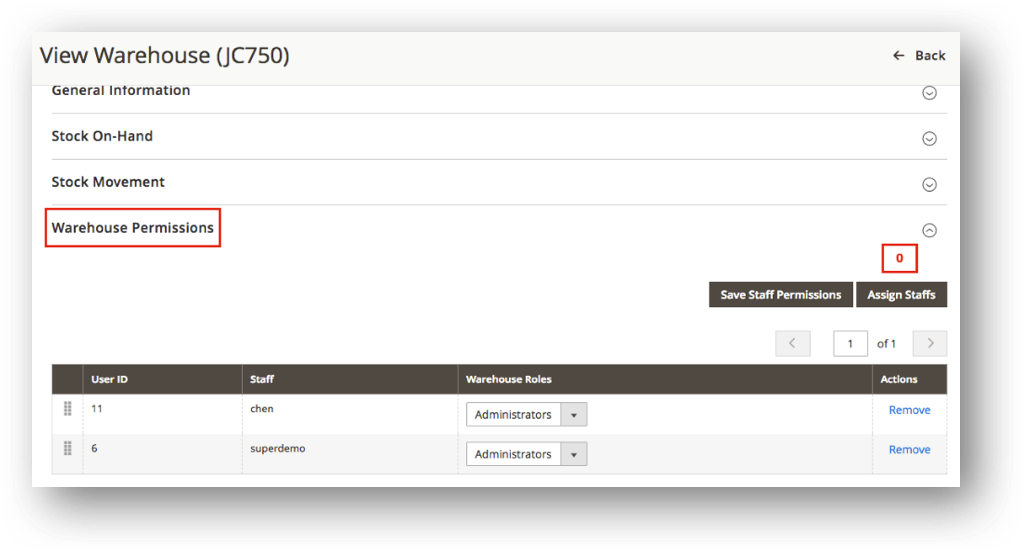 View Warehouse (JC750)
Back
General Information
Stock On-Hand
Stock Movement
Warehouse Permissions
0
Save Staff Permissions Assign Staffs
1 of 1
User ID Staff Warehouse Roles Actions
11 chen Administrators Remove
6 superdemo Administrators Remove